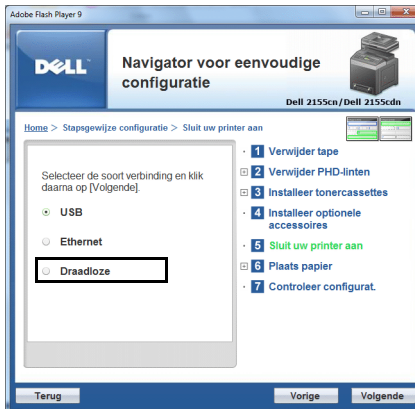 Adobe Flash Player 9
DELL
Navigator voor eenvoudige
configuratie
Dell 2155cn/Dell 2155cdn
Home > Stapsgewijze configuratie > Sluit uw printer aan
Selecteer de soort verbinding en klik
daarna op [Volgende].
USB
Ethernet
Draadloze
1 Verwijder tape
2 Verwijder PHD-linten
3 Installeer tonercassettes
4 Installeer optionele
accessoires
5 Sluit uw printer aan
6 Plaats papier
7 Controleer configurat.
Terug
Vorige
Volgende